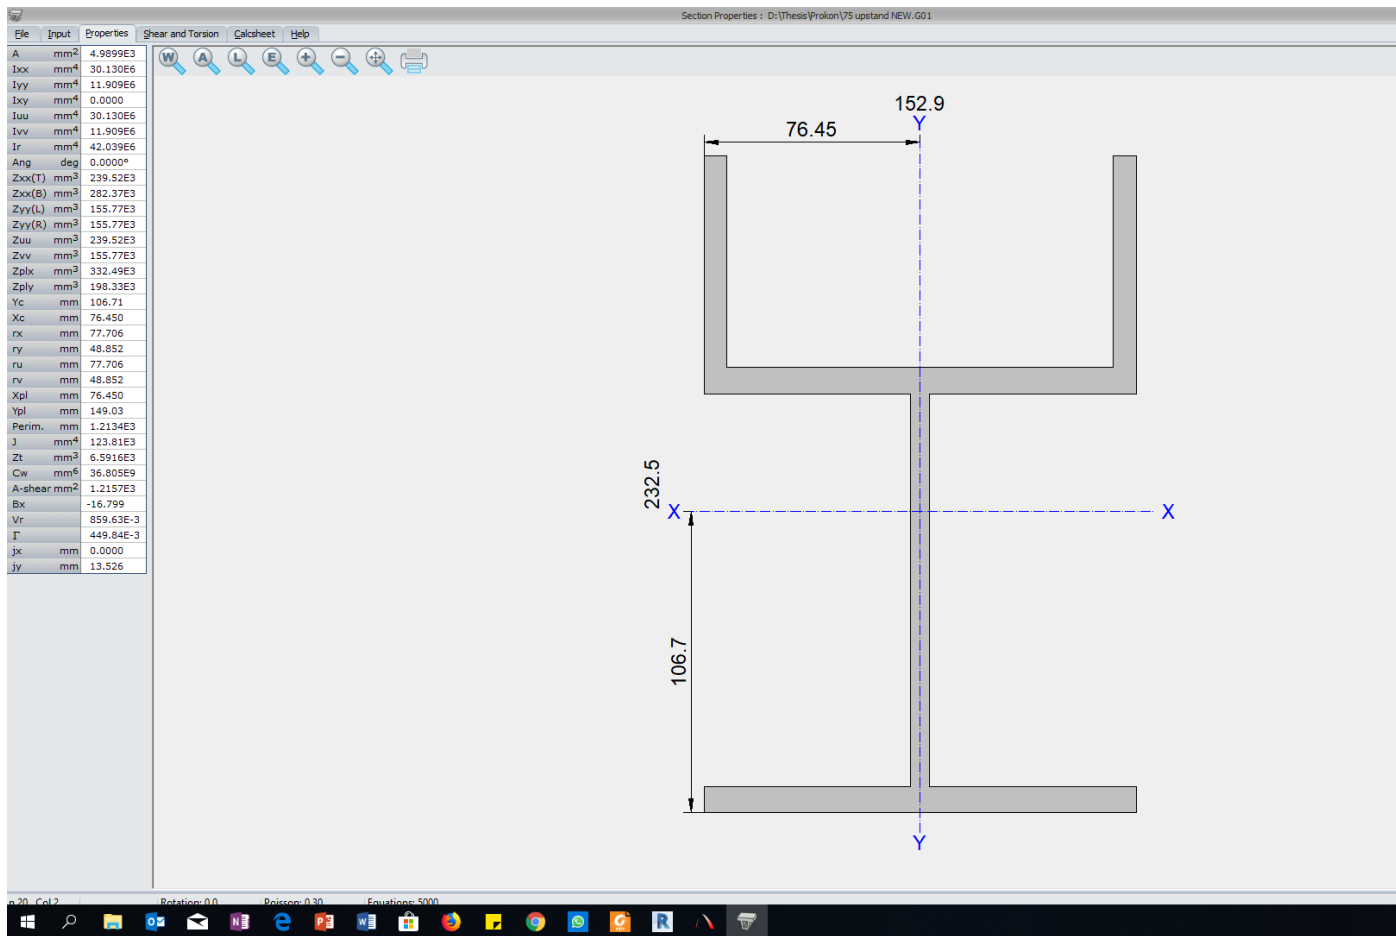 Section Properties : D:\Thesis\Prokon\75 upstand NEW.G01
File Input Properties Shear and Torsion Calcsheet Help
A mm2 4.9899E3
Ixx mm4 30.130E6
Iyy mm4 11.909E6
Ixy mm4 0.0000
Iuu mm4 30.130E6
Ivv mm4 11.909E6
Ir mm4 42.039E6
Ang deg 0.0000°
Zxx(T) mm3 239.52E3
Zxx(B) mm3 282.37E3
Zyy(L) mm3 155.77E3
Zyy(R) mm3 155.77E3
Zuu mm3 239.52E3
Zvv mm3 155.77E3
Zplx mm3 332.49E3
Zply mm3 198.33E3
Yc mm 106.71
Xc mm 76.450
rx mm 77.706
ry mm 48.852
ru mm 77.706
rv mm 48.852
Xpl mm 76.450
Ypl mm 149.03
Perim. mm 1.2134E3
J mm4 123.81E3
Zt mm3 6.5916E3
Cw mm6 36.805E9
A-shear mm2 1.2157E3
Bx -16.799
Vr 859.63E-3
Γ 449.84E-3
jx mm 0.0000
jy mm 13.526
W A L E + -
152.9
Y
76.45
232.5
X X
106.7
Y
Col 2 Rotation: 0.0 Poisson: 0.30 Equations: 5000